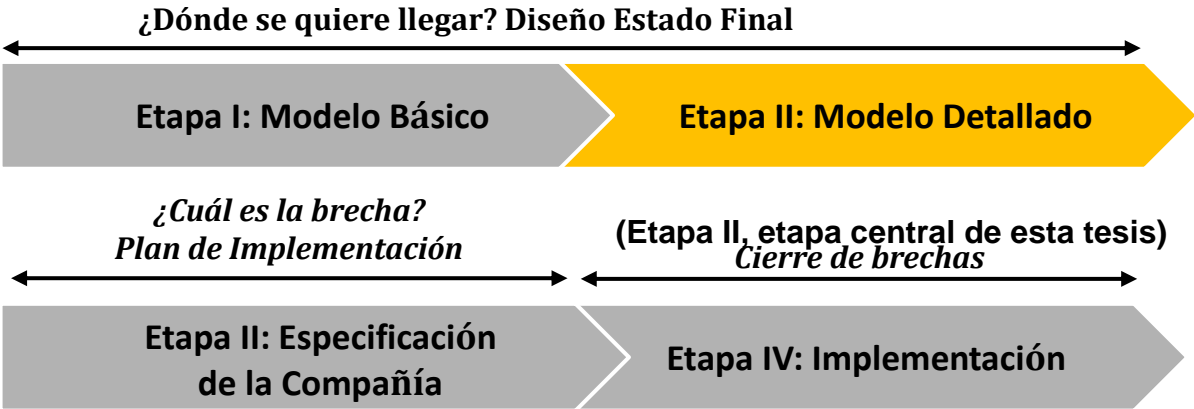 ¿Dónde se quiere llegar? Diseño Estado Final
Etapa I: Modelo Básico
Etapa II: Modelo Detallado
¿Cuál es la brecha?
Plan de Implementación
(Etapa II, etapa central de esta tesis)
Cierre de brechas
Etapa II: Especificación
de la Compañía
Etapa IV: Implementación